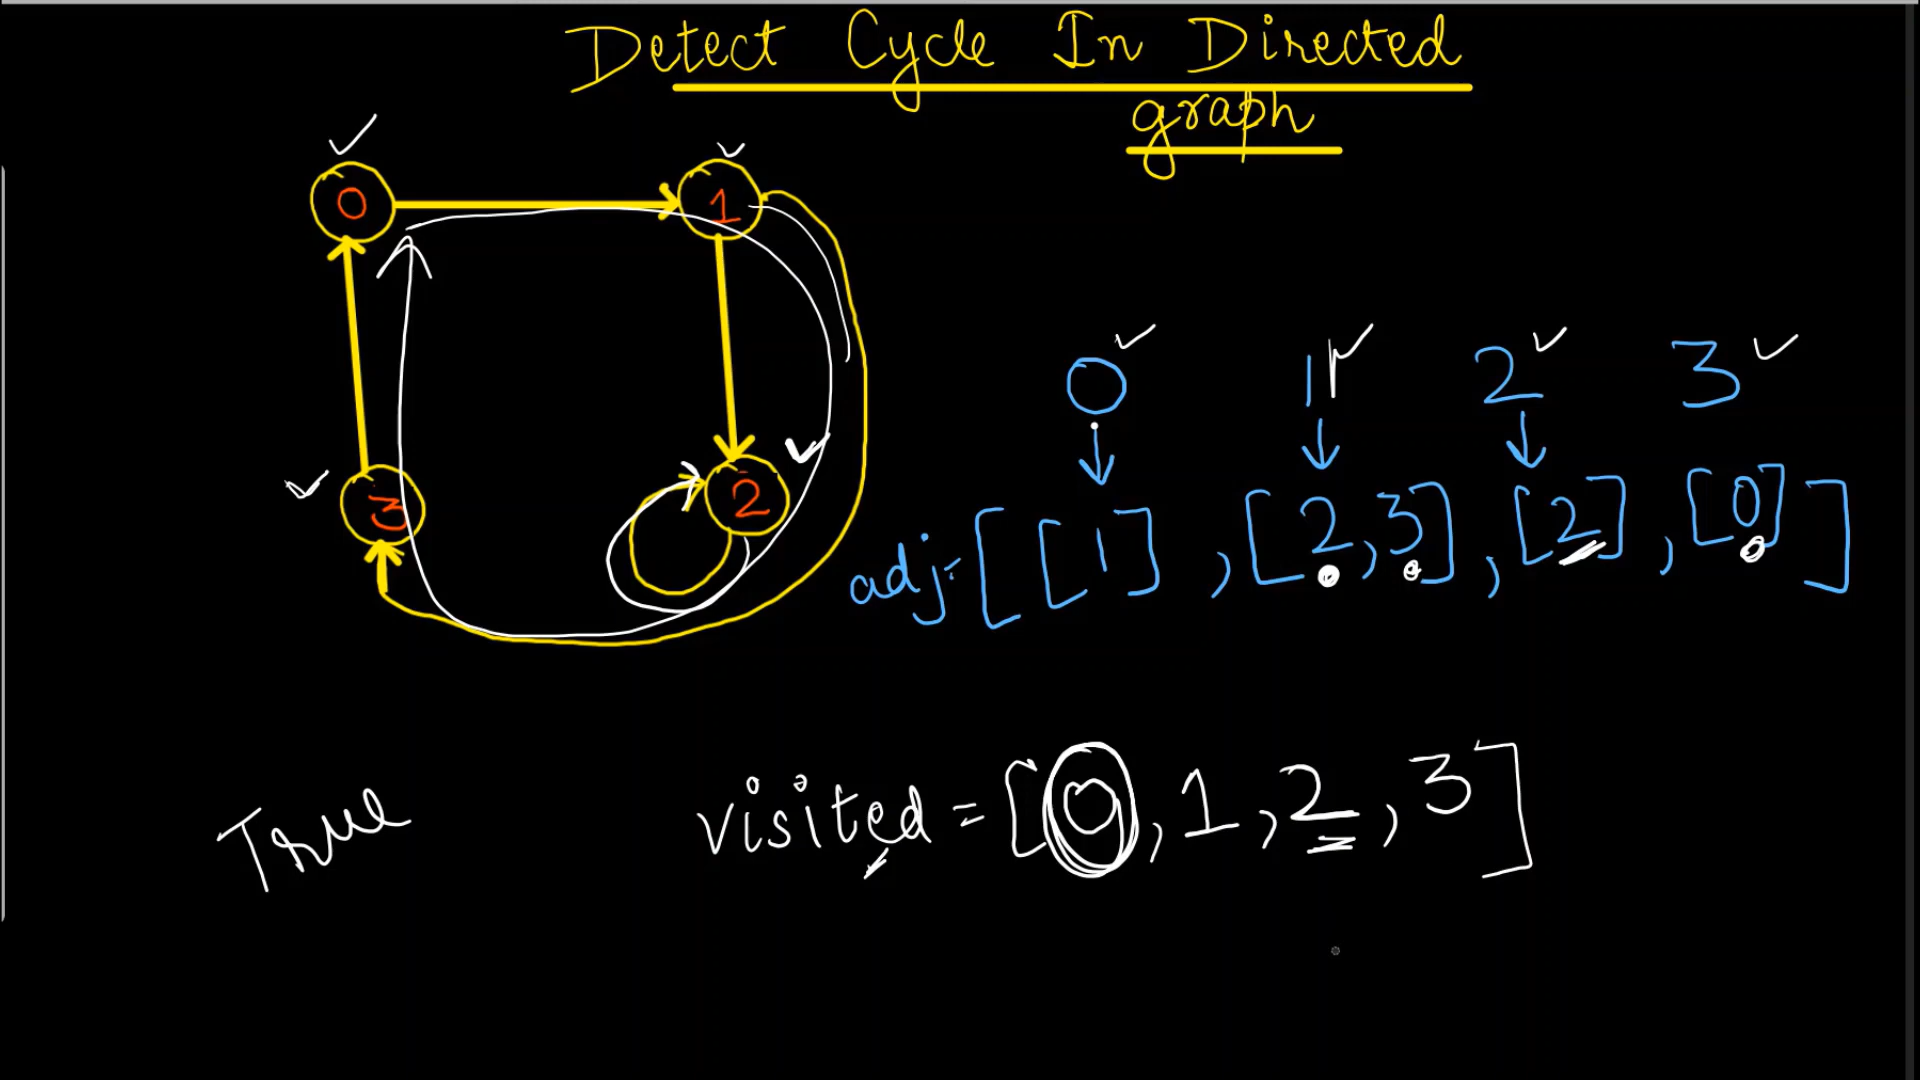 Detect Cycle In Directed
graph
0 1
0 1 2 3
3 2
adj=[[1],[2,3],[2],[0]]
True visited=[0,1,2,3]